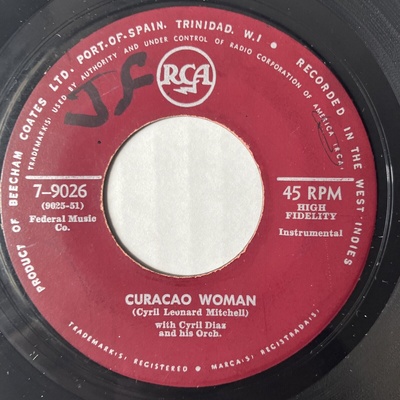 PRODUCT OF BEECHAM COATES LTD. PORT-OF-SPAIN, TRINIDAD, W.I • RECORDED IN THE WEST INDIES
TRADEMARK(S) USED BY AUTHORITY AND UNDER CONTROL OF RADIO CORPORATION OF AMERICA (RCA)
RCA
7-9026
(9025-51)
Federal Music
Co.
45 RPM
HIGH
FIDELITY
Instrumental
CURACAO WOMAN
(Cyril Leonard Mitchell)
with Cyril Diaz
and his Orch.
TRADEMARK(S) REGISTERED • MARCA(S) REGISTRADA(S)